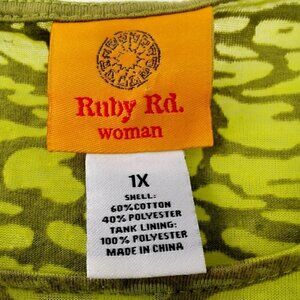 Ruby Rd.
woman
1X
SHELL:
60%COTTON
40% POLYESTER
TANK LINING:
100% POLYESTER
MADE IN CHINA